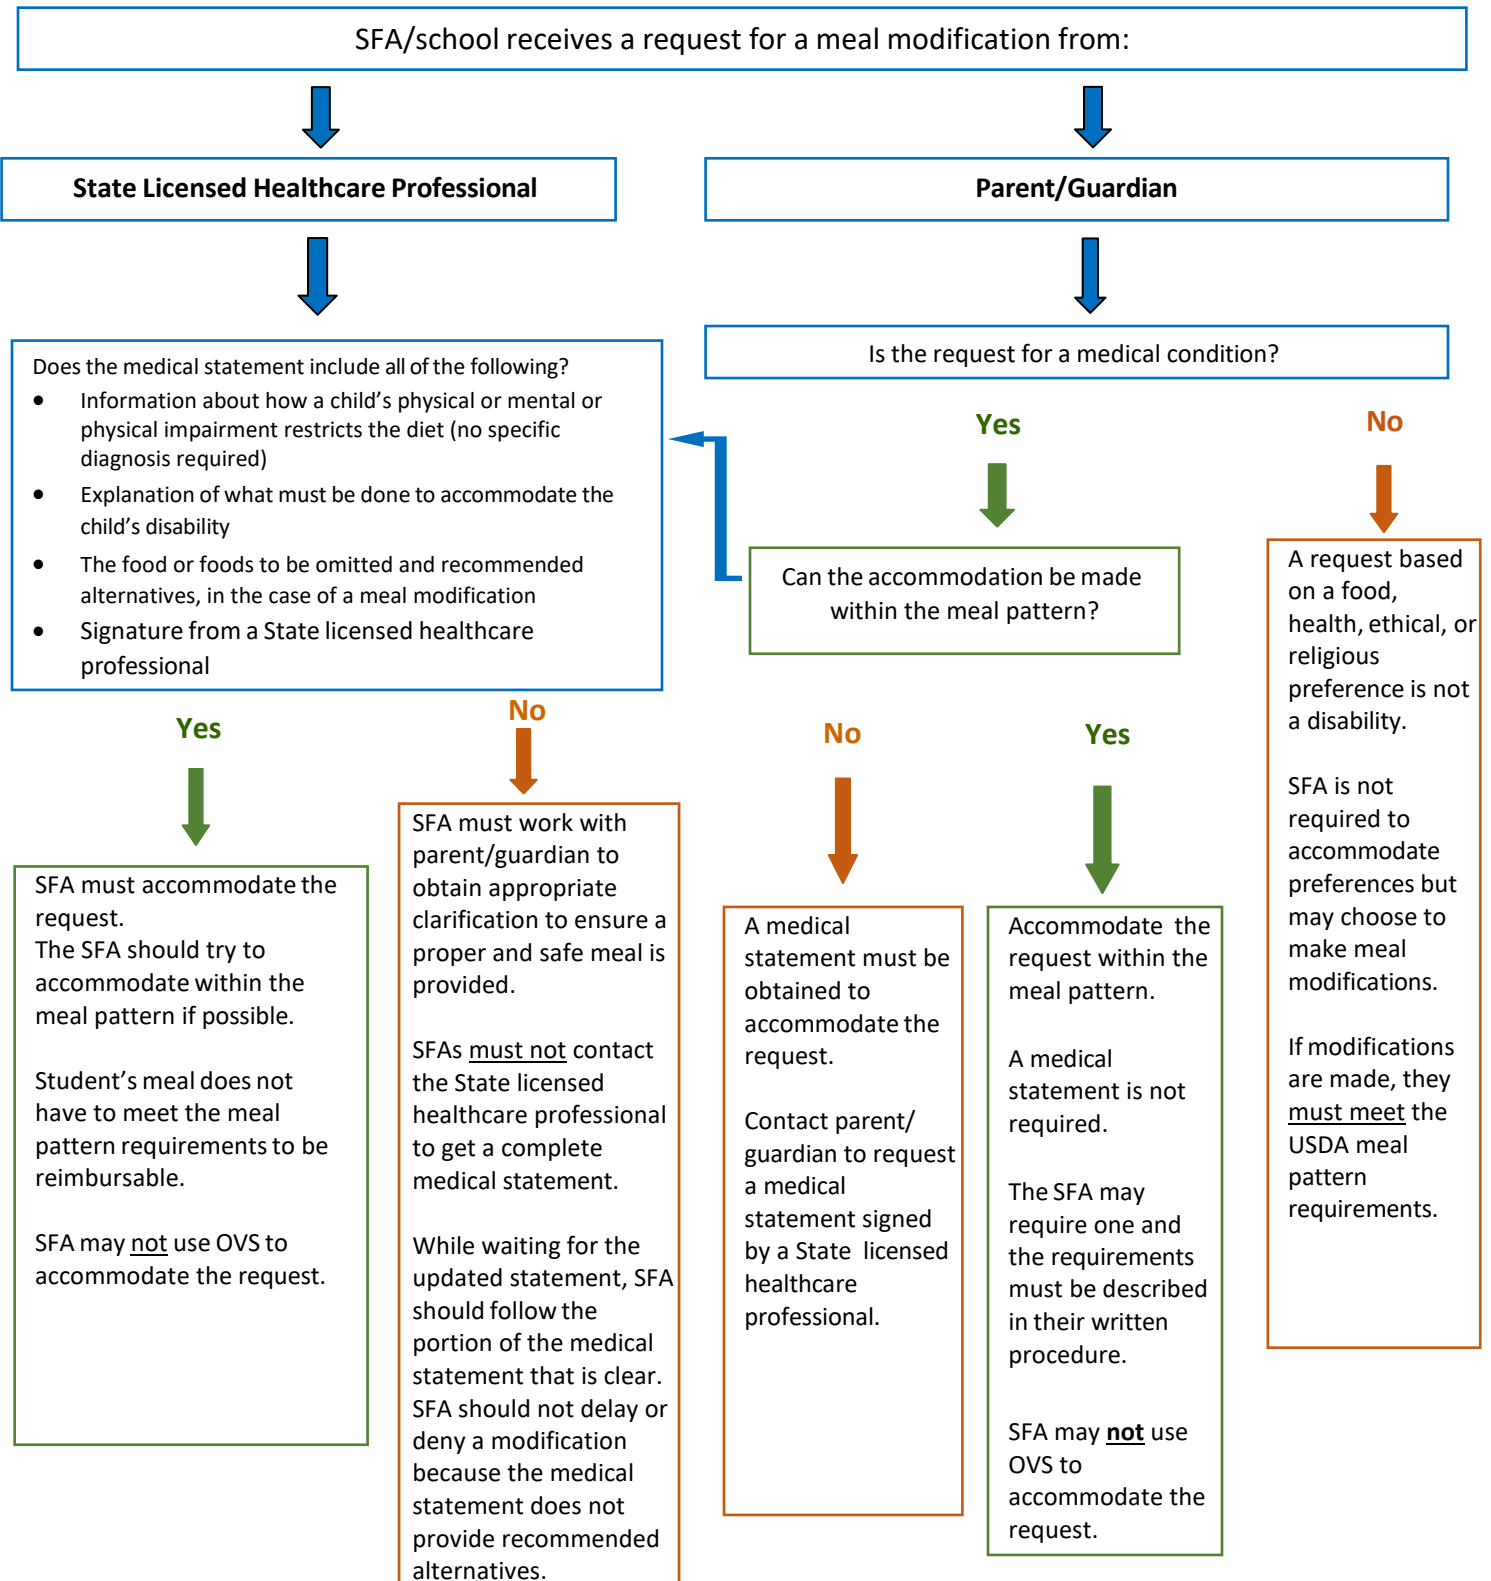 SFA/school receives a request for a meal modification from:
State Licensed Healthcare Professional
Parent/Guardian
Does the medical statement include all of the following?
• Information about how a child’s physical or mental or
physical impairment restricts the diet (no specific
diagnosis required)
• Explanation of what must be done to accommodate the
child’s disability
• The food or foods to be omitted and recommended
alternatives, in the case of a meal modification
• Signature from a State licensed healthcare
professional
Is the request for a medical condition?
Yes
No
Can the accommodation be made
within the meal pattern?
A request based
on a food,
health, ethical, or
religious
preference is not
a disability.
SFA is not
required to
accommodate
preferences but
may choose to
make meal
modifications.
If modifications
are made, they
must meet the
USDA meal
pattern
requirements.
Yes
No
No
Yes
SFA must accommodate the
request.
The SFA should try to
accommodate within the
meal pattern if possible.
Student’s meal does not
have to meet the meal
pattern requirements to be
reimbursable.
SFA may not use OVS to
accommodate the request.
SFA must work with
parent/guardian to
obtain appropriate
clarification to ensure a
proper and safe meal is
provided.
SFAs must not contact
the State licensed
healthcare professional
to get a complete
medical statement.
While waiting for the
updated statement, SFA
should follow the
portion of the medical
statement that is clear.
SFA should not delay or
deny a modification
because the medical
statement does not
provide recommended
alternatives.
A medical
statement must be
obtained to
accommodate the
request.
Contact parent/
guardian to request
a medical
statement signed
by a State licensed
healthcare
professional.
Accommodate the
request within the
meal pattern.
A medical
statement is not
required.
The SFA may
require one and
the requirements
must be described
in their written
procedure.
SFA may not use
OVS to
accommodate the
request.